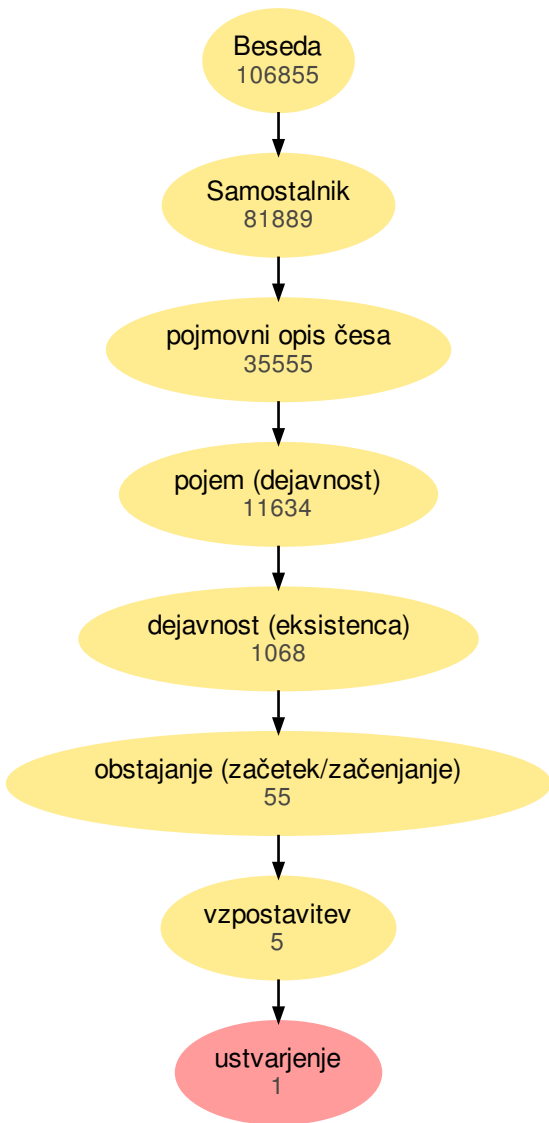 Beseda
106855
Samostalnik
81889
pojmovni opis česa
35555
pojem (dejavnost)
11634
dejavnost (eksistenca)
1068
obstajanje (začetek/začenjanje)
55
vzpostavitev
5
ustvarjenje
1